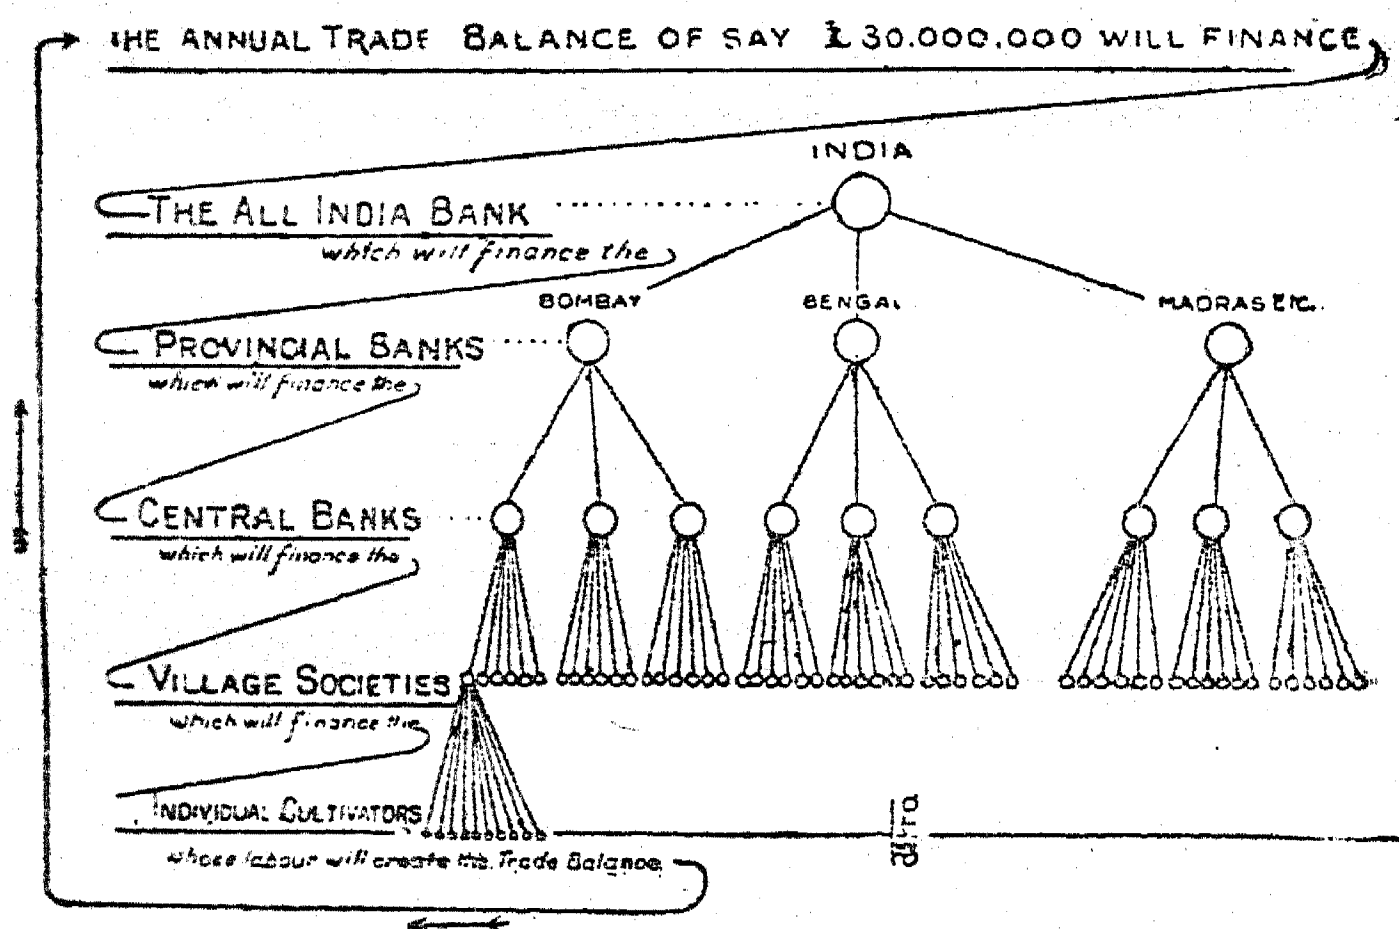 THE ANNUAL TRADE BALANCE OF SAY £30.000.000 WILL FINANCE
INDIA
THE ALL INDIA BANK
which will finance the
BOMBAY BENGAL MADRAS ETC.
PROVINCIAL BANKS
which will finance the
CENTRAL BANKS
which will finance the
VILLAGE SOCIETIES
which will finance the
INDIVIDUAL CULTIVATORS
whose labour will create the Trade Balance